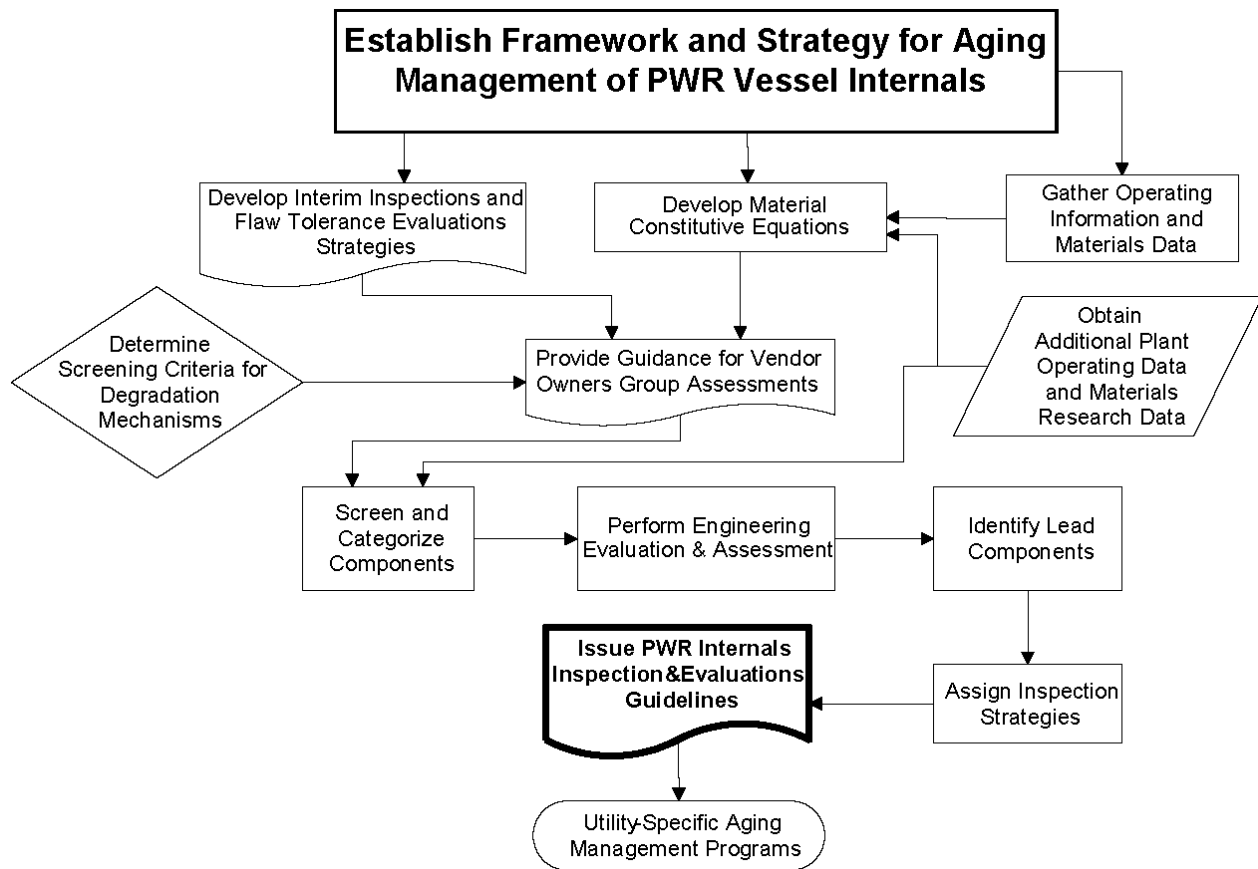 Establish Framework and Strategy for Aging
Management of PWR Vessel Internals
Develop Interim Inspections and
Flaw Tolerance Evaluations
Strategies
Develop Material
Constitutive Equations
Gather Operating
Information and
Materials Data
Determine
Screening Criteria for
Degradation
Mechanisms
Provide Guidance for Vendor
Owners Group Assessments
Obtain
Additional Plant
Operating Data
and Materials
Research Data
Screen and
Categorize
Components
Perform Engineering
Evaluation & Assessment
Identify Lead
Components
Issue PWR Internals
Inspection&Evaluations
Guidelines
Assign Inspection
Strategies
Utility-Specific Aging
Management Programs